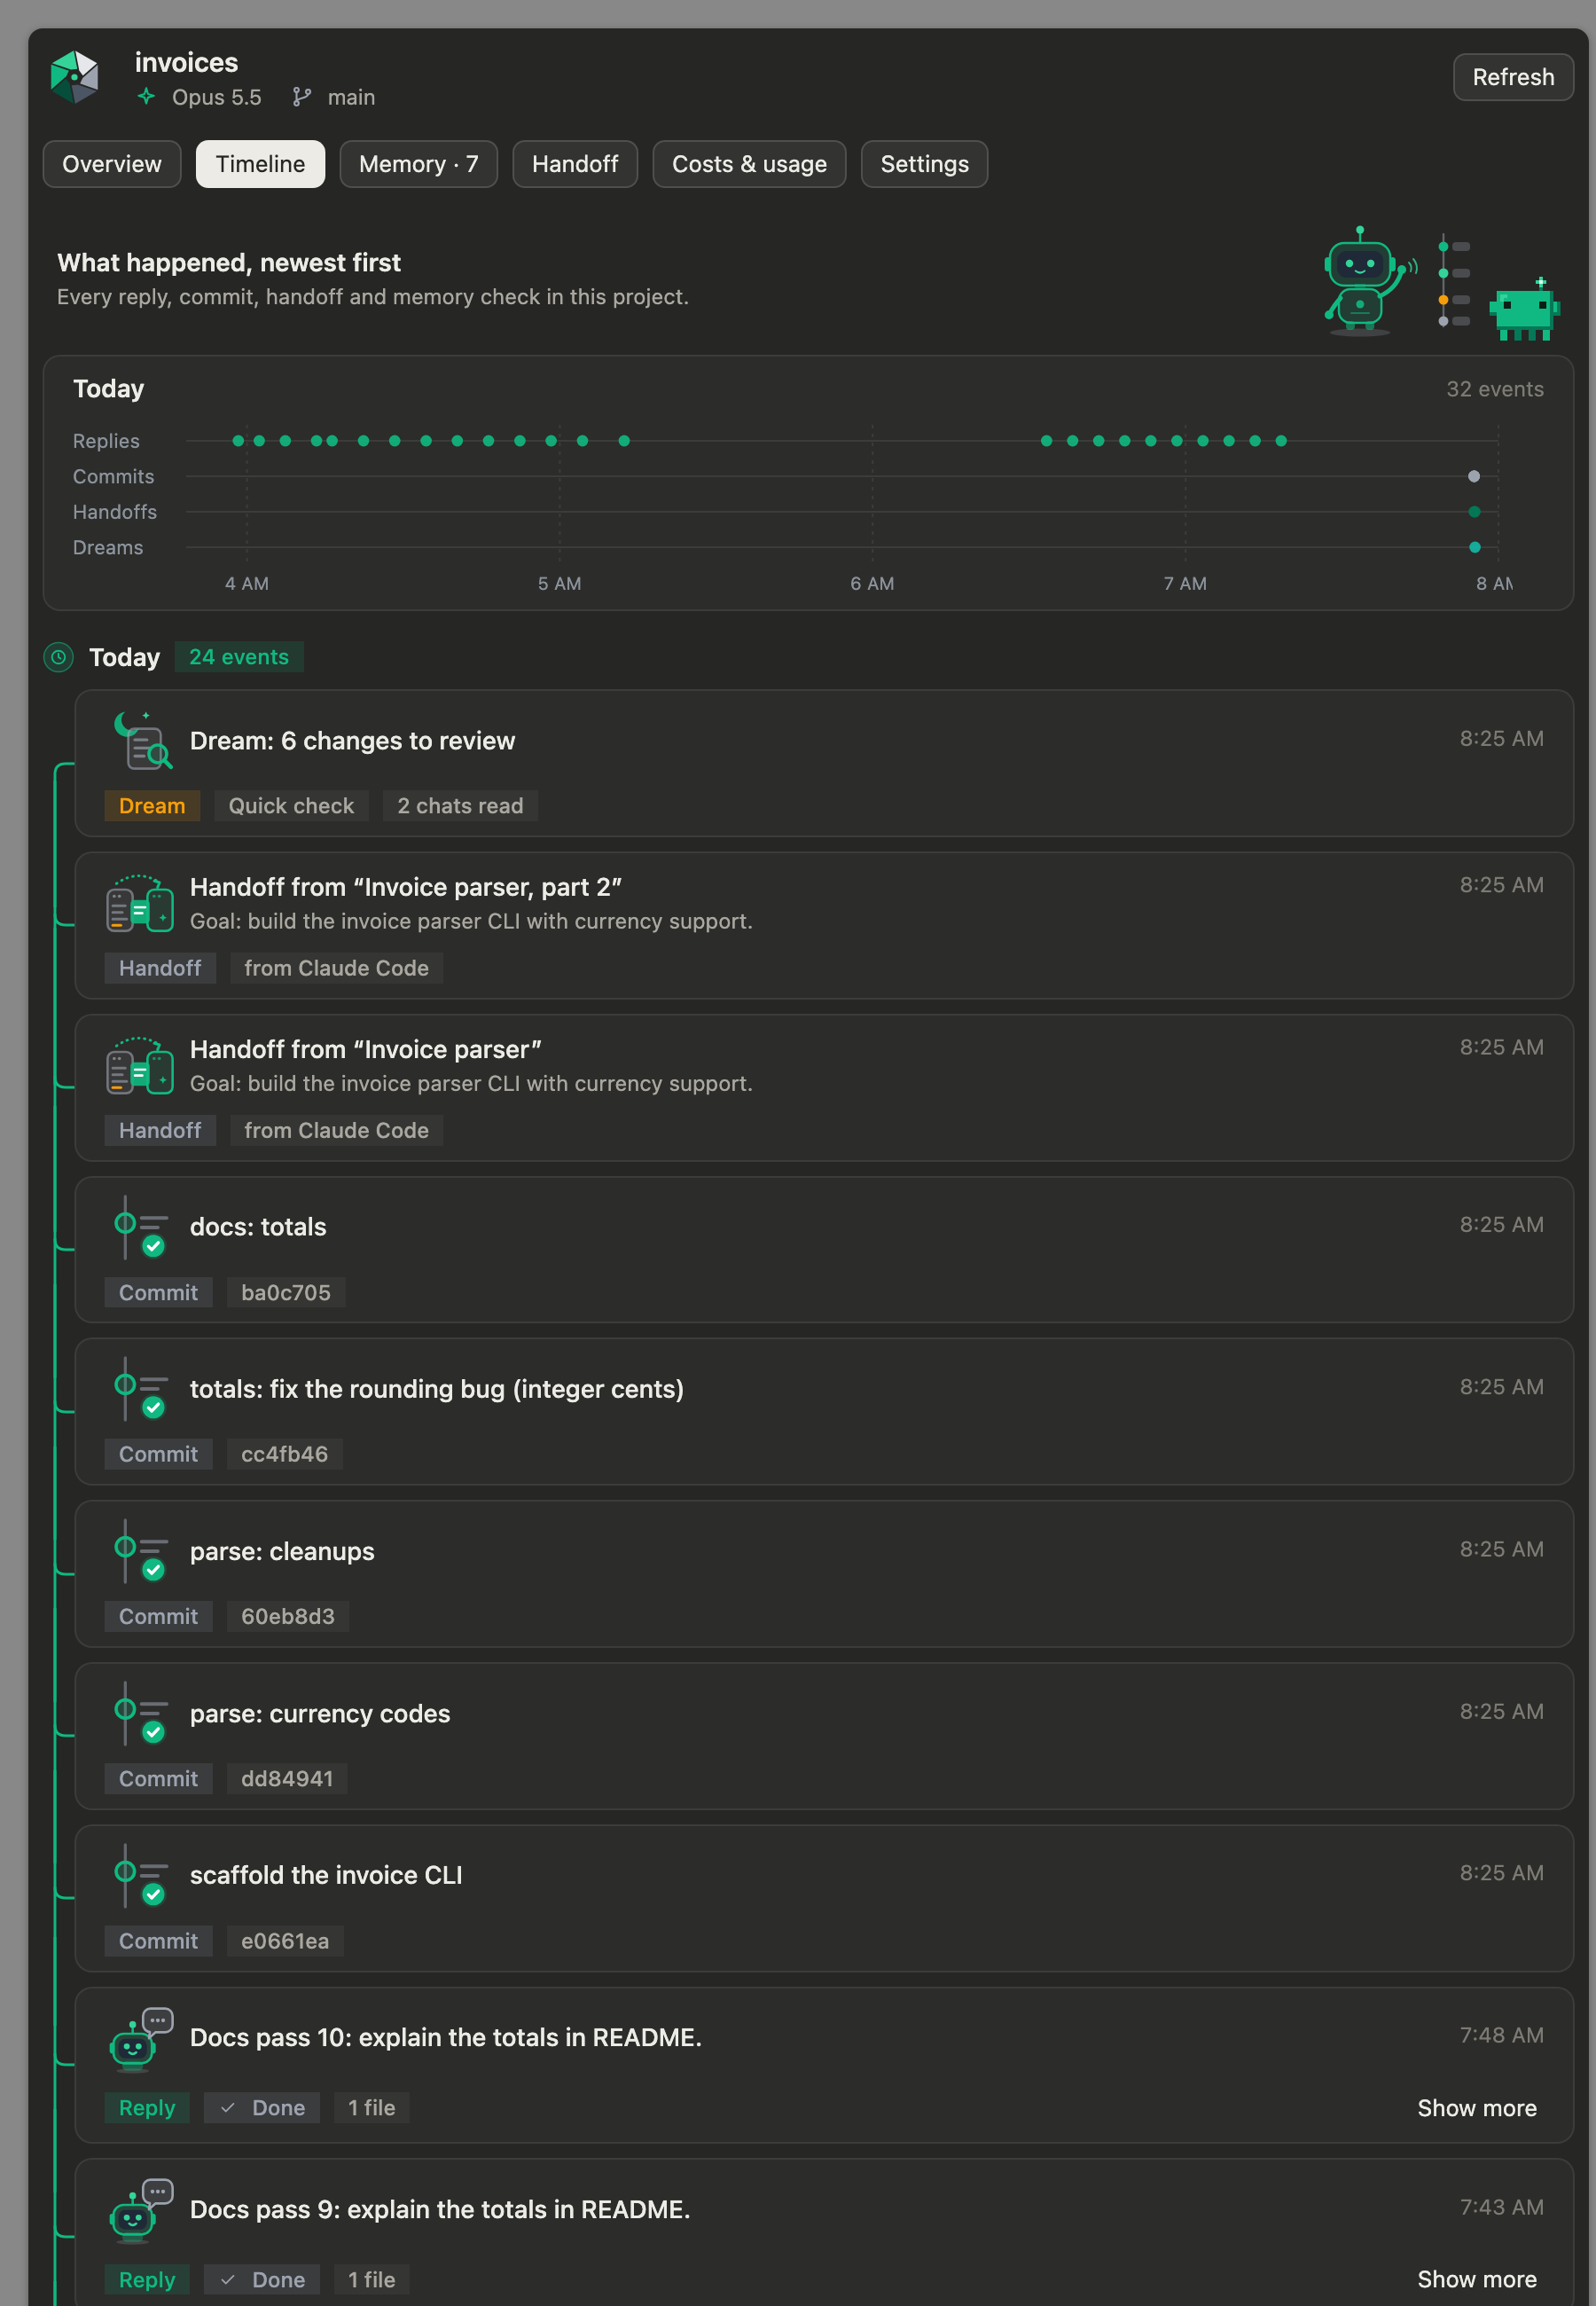 invoices
Opus 5.5 main
Refresh
Overview Timeline Memory · 7 Handoff Costs & usage Settings
What happened, newest first
Every reply, commit, handoff and memory check in this project.
Today 32 events
Replies
Commits
Handoffs
Dreams
4 AM 5 AM 6 AM 7 AM 8 AM
Today 24 events
Dream: 6 changes to review 8:25 AM
Dream Quick check 2 chats read
Handoff from “Invoice parser, part 2” 8:25 AM
Goal: build the invoice parser CLI with currency support.
Handoff from Claude Code
Handoff from “Invoice parser” 8:25 AM
Goal: build the invoice parser CLI with currency support.
Handoff from Claude Code
docs: totals 8:25 AM
Commit ba0c705
totals: fix the rounding bug (integer cents) 8:25 AM
Commit cc4fb46
parse: cleanups 8:25 AM
Commit 60eb8d3
parse: currency codes 8:25 AM
Commit dd84941
scaffold the invoice CLI 8:25 AM
Commit e0661ea
Docs pass 10: explain the totals in README. 7:48 AM
Reply Done 1 file Show more
Docs pass 9: explain the totals in README. 7:43 AM
Reply Done 1 file Show more